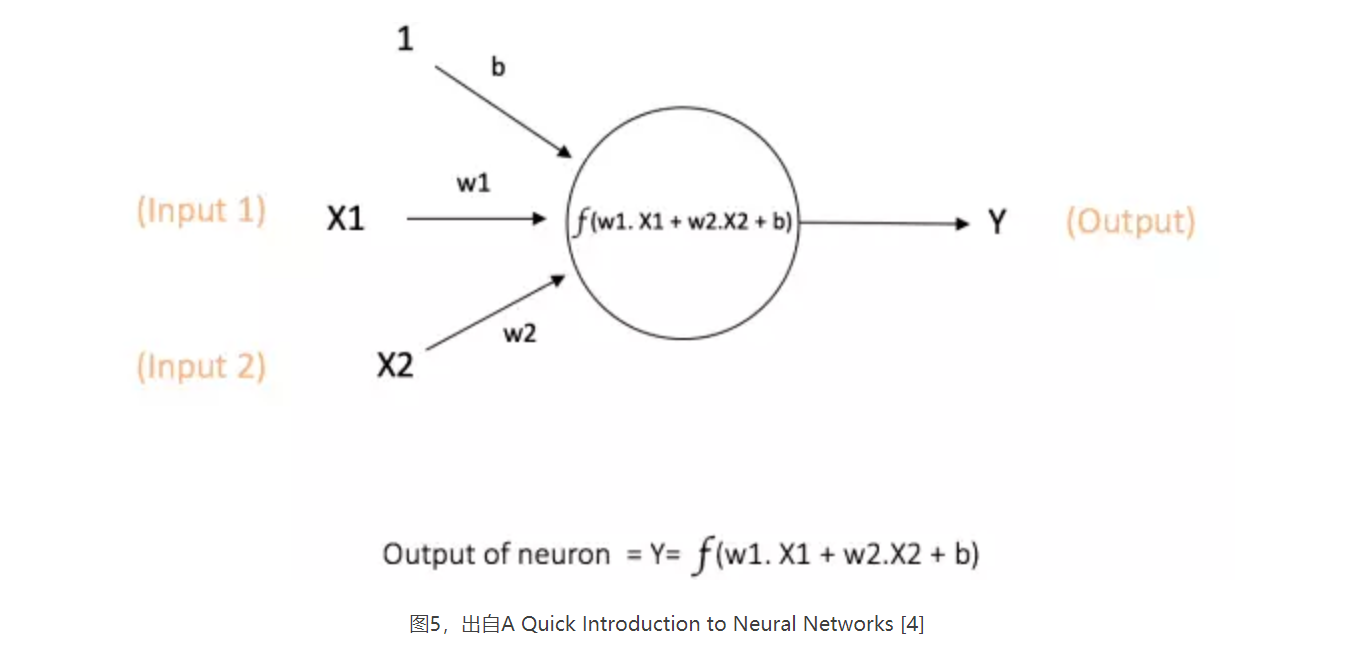 1
b
w1
(Input 1) X1 f(w1. X1 + w2.X2 + b) Y (Output)
w2
(Input 2) X2
Output of neuron = Y= f(w1. X1 + w2.X2 + b)
图5，出自A Quick Introduction to Neural Networks [4]